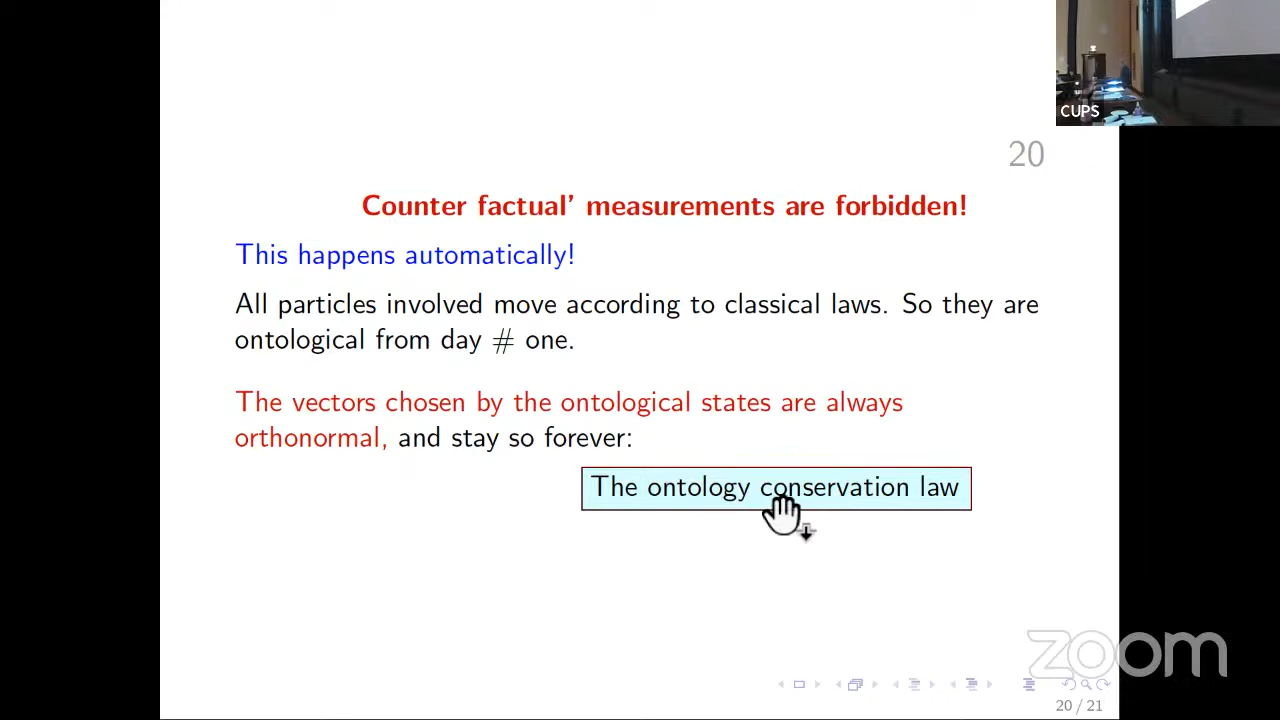 CUPS
20
Counter factual' measurements are forbidden!
This happens automatically!
All particles involved move according to classical laws. So they are
ontological from day # one.
The vectors chosen by the ontological states are always
orthonormal, and stay so forever:
The ontology conservation law
zoom
20 / 21